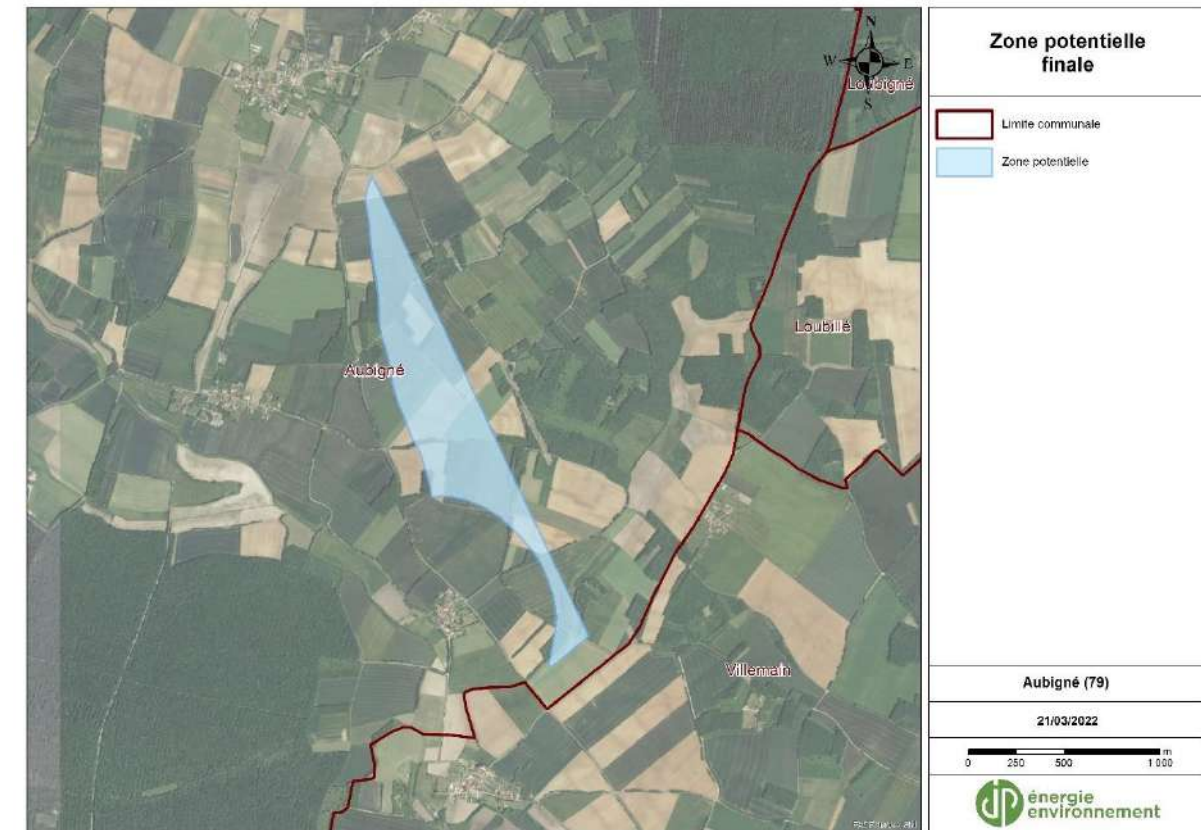 Zone potentielle
finale
Limite communale
Zone potentielle
N
W
E
S
Loubigné
Loubillé
Aubigné
Villemain
Aubigné (79)
21/03/2022
m
0 250 500 1 000
énergie
environnement